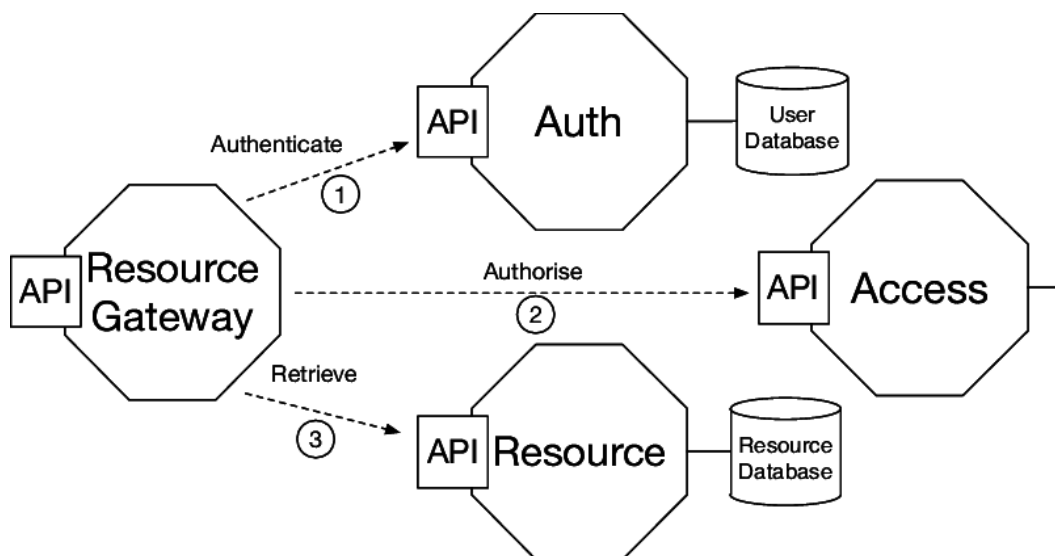 API
Auth
User
Database
Authenticate
1
API
Resource
Gateway
Authorise
2
API
Access
Retrieve
3
API
Resource
Resource
Database